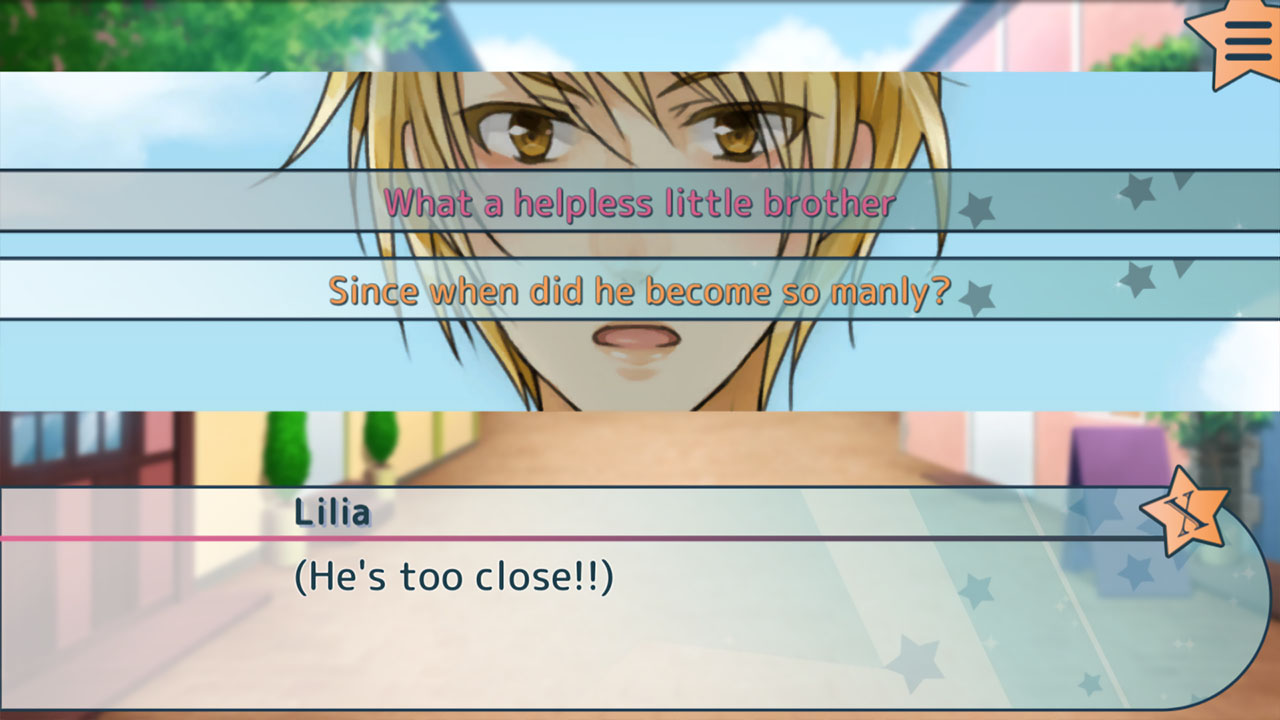 What a helpless little brother
Since when did he become so manly?
Lilia
X
(He's too close!!)